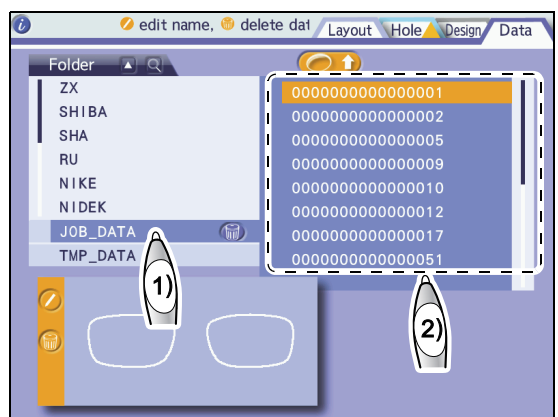 edit name, delete dat
Layout Hole Design Data
Folder
ZX
SHIBA
SHA
RU
NIKE
NIDEK
JOB_DATA
TMP_DATA
0000000000000001
0000000000000002
0000000000000005
0000000000000009
0000000000000010
0000000000000012
0000000000000017
0000000000000051
1)
2)